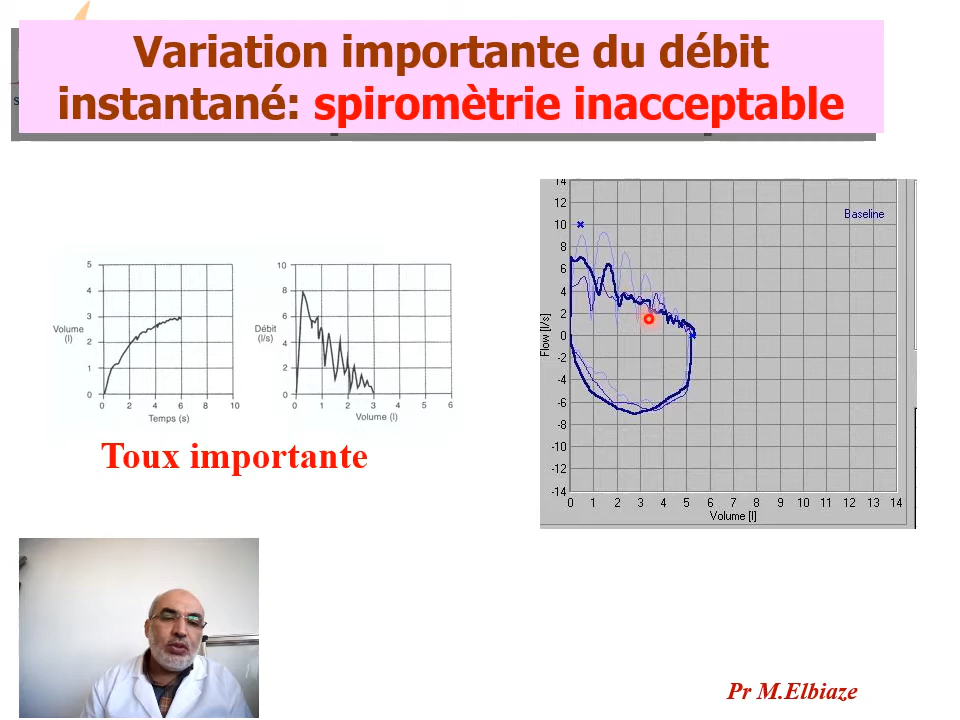 Variation importante du débit
instantané: spiromètrie inacceptable
s
5
4
3
2
1
0
Volume
(l)
0 2 4 6 8 10
Temps (s)
10
8
6
4
2
0
Débit
(l/s)
0 1 2 3 4 5 6
Volume (l)
Toux importante
14
12
10
8
6
4
2
0
-2
-4
-6
-8
-10
-12
-14
Flow [l/s]
Baseline
0 1 2 3 4 5 6 7 8 9 10 11 12 13 14
Volume [l]
Pr M.Elbiaze